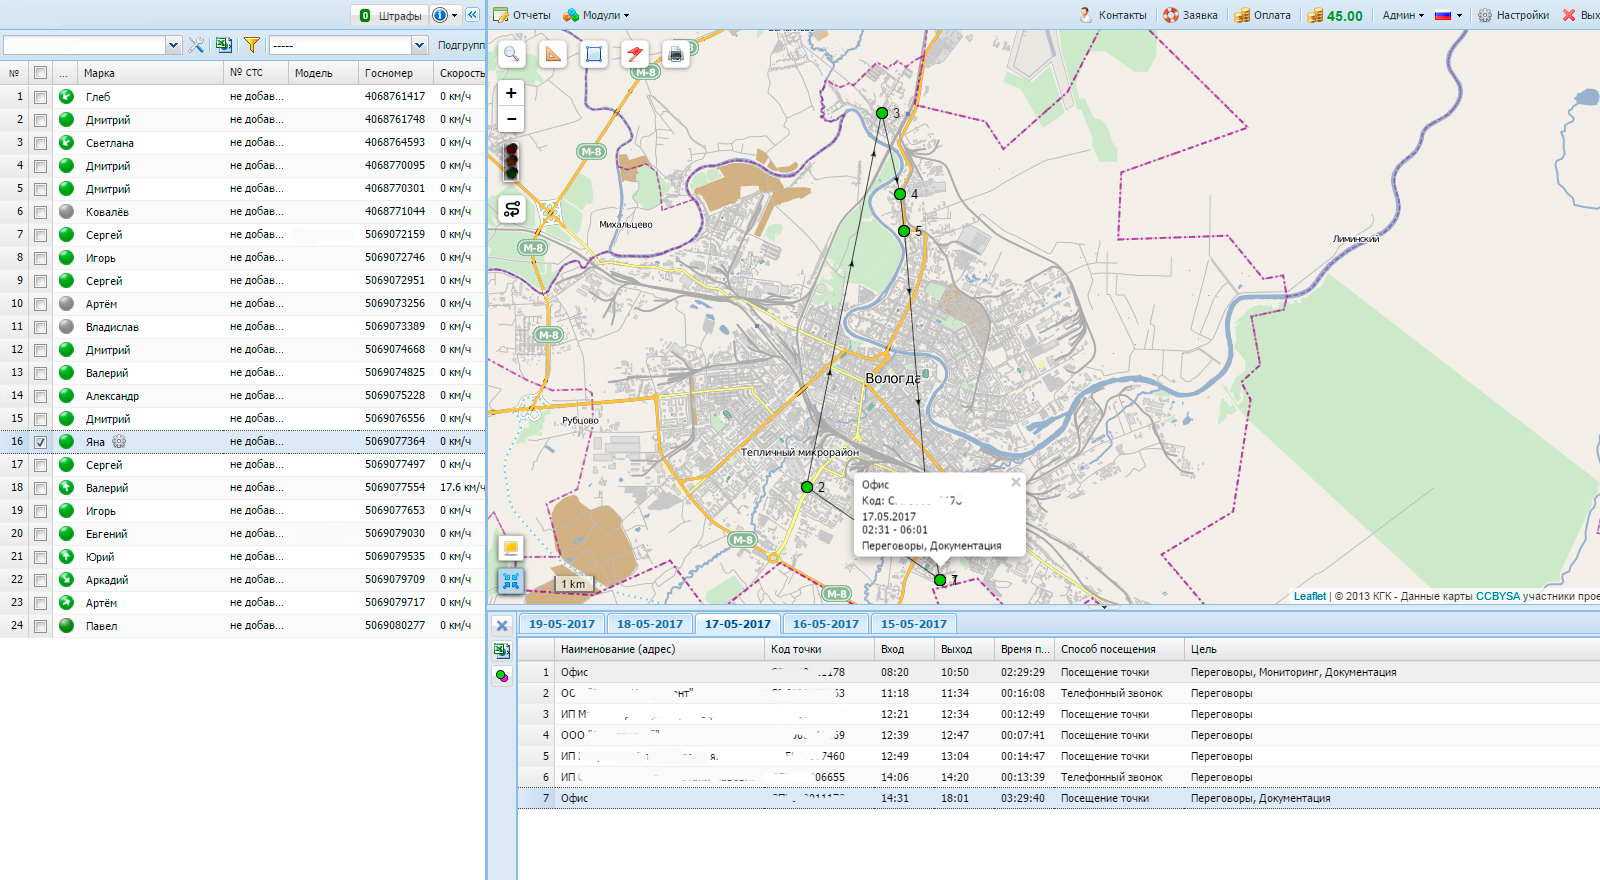 0 Штрафы
Отчеты Модули Контакты Заявка Оплата 45.00 Админ Настройки Вых
----- Подгрупп
№ ... Марка № СТС Модель Госномер Скорость
1 Глеб не добав... 4068761417 0 км/ч
2 Дмитрий не добав... 4068761748 0 км/ч
3 Светлана не добав... 4068764593 0 км/ч
4 Дмитрий не добав... 4068770095 0 км/ч
5 Дмитрий не добав... 4068770301 0 км/ч
6 Ковалёв не добав... 4068771044 0 км/ч
7 Сергей не добав... 5069072159 0 км/ч
8 Игорь не добав... 5069072746 0 км/ч
9 Сергей не добав... 5069072951 0 км/ч
10 Артём не добав... 5069073256 0 км/ч
11 Владислав не добав... 5069073389 0 км/ч
12 Дмитрий не добав... 5069074668 0 км/ч
13 Валерий не добав... 5069074825 0 км/ч
14 Александр не добав... 5069075228 0 км/ч
15 Дмитрий не добав... 5069076556 0 км/ч
16 Яна не добав... 5069077364 0 км/ч
17 Сергей не добав... 5069077497 0 км/ч
18 Валерий не добав... 5069077554 17.6 км/ч
19 Игорь не добав... 5069077653 0 км/ч
20 Евгений не добав... 5069079030 0 км/ч
21 Юрий не добав... 5069079535 0 км/ч
22 Аркадий не добав... 5069079709 0 км/ч
23 Артём не добав... 5069079717 0 км/ч
24 Павел не добав... 5069080277 0 км/ч
+
−
М-8
3
М-8
4
Михальцево
5
М-8
Лиминский
М-8
Вологда
Рубцово
Тепличный микрорайон
2
Офис
Код:
17.05.2017
02:31 - 06:01
Переговоры, Документация
М-8
7
1 km
М-8
Leaflet | © 2013 КГК - Данные карты CCBYSA участники прое
19-05-2017 18-05-2017 17-05-2017 16-05-2017 15-05-2017
Наименование (адрес) Код точки Вход Выход Время п... Способ посещения Цель
1 Офис 08:20 10:50 02:29:29 Посещение точки Переговоры, Мониторинг, Документация
2 11:18 11:34 00:16:08 Телефонный звонок Переговоры
3 ИП 12:21 12:34 00:12:49 Посещение точки Переговоры
4 ООО 12:39 12:47 00:07:41 Посещение точки Переговоры
5 ИП 7460 12:49 13:04 00:14:47 Посещение точки Переговоры
6 ИП 06655 14:06 14:20 00:13:39 Телефонный звонок Переговоры
7 Офис 14:31 18:01 03:29:40 Посещение точки Переговоры, Документация